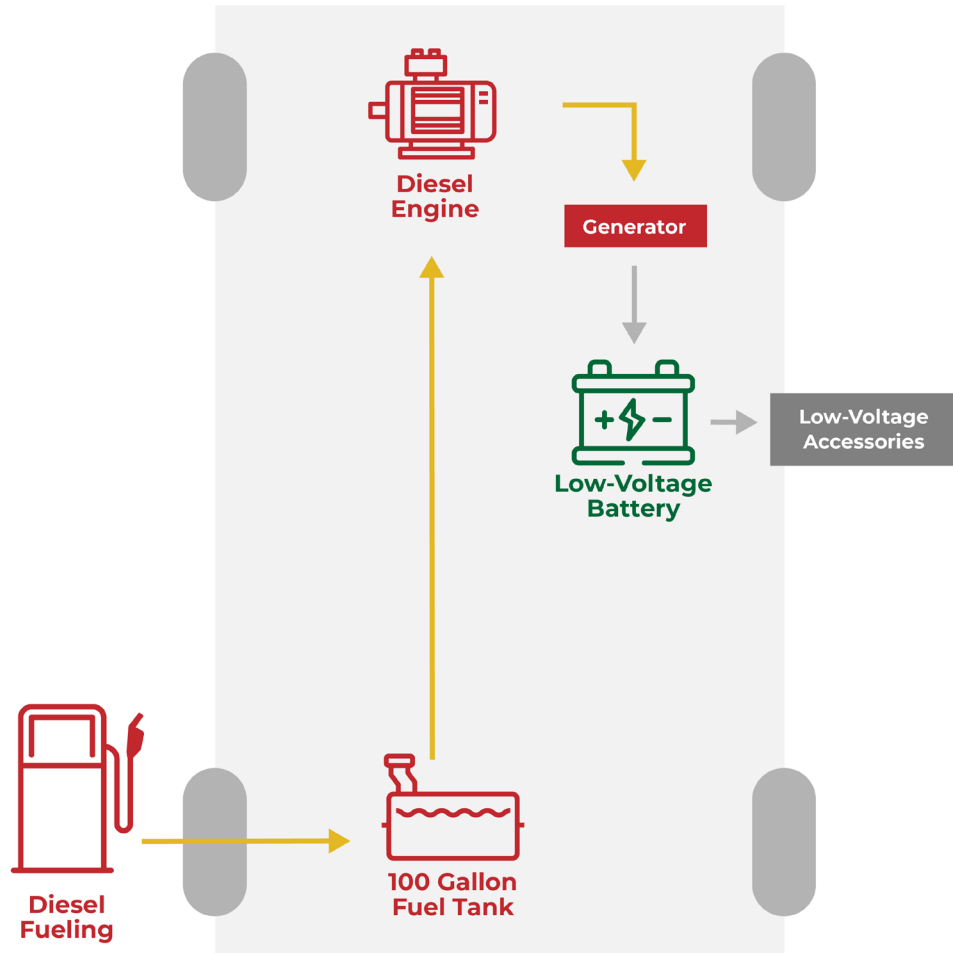 Diesel
Engine
Generator
Low-Voltage
Accessories
Low-Voltage
Battery
100 Gallon
Fuel Tank
Diesel
Fueling